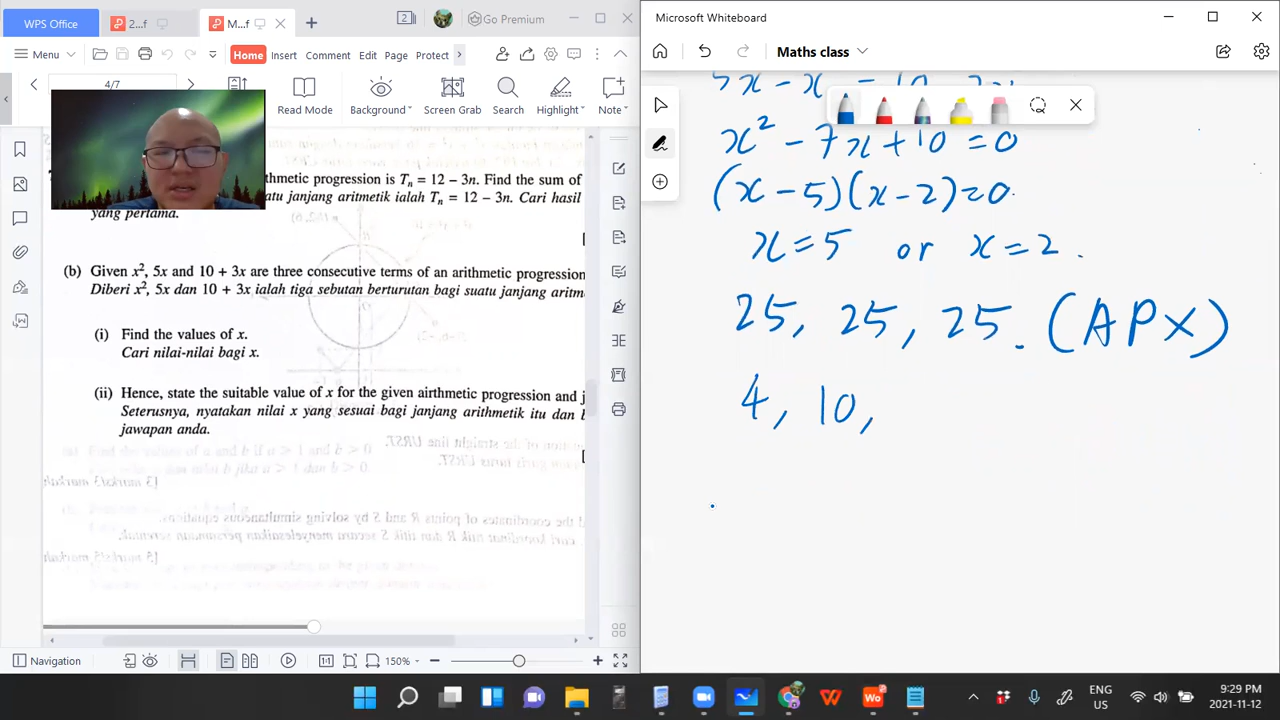 WPS Office
2...f
M...f
2
Go Premium
Menu
Home
Insert
Comment
Edit
Page
Protect
4/7
Read Mode
Background
Screen Grab
Search
Highlight
Note
thmetic progression is Tn = 12 – 3n. Find the sum of
atu janjang aritmetik ialah Tn = 12 – 3n. Cari hasil
yang pertama.
(b) Given x², 5x and 10 + 3x are three consecutive terms of an arithmetic progression
Diberi x², 5x dan 10 + 3x ialah tiga sebutan berturutan bagi suatu janjang aritm
(i) Find the values of x.
Cari nilai-nilai bagi x.
(ii) Hence, state the suitable value of x for the given airthmetic progression and j
Seterusnya, nyatakan nilai x yang sesuai bagi janjang arithmetik itu dan b
jawapan anda.
Navigation
150%
Microsoft Whiteboard
Maths class
x² – 7x + 10 = 0
(x – 5)(x – 2) = 0.
x = 5 or x = 2.
25, 25, 25. (AP X)
4, 10,
ENG
US
9:29 PM
2021-11-12